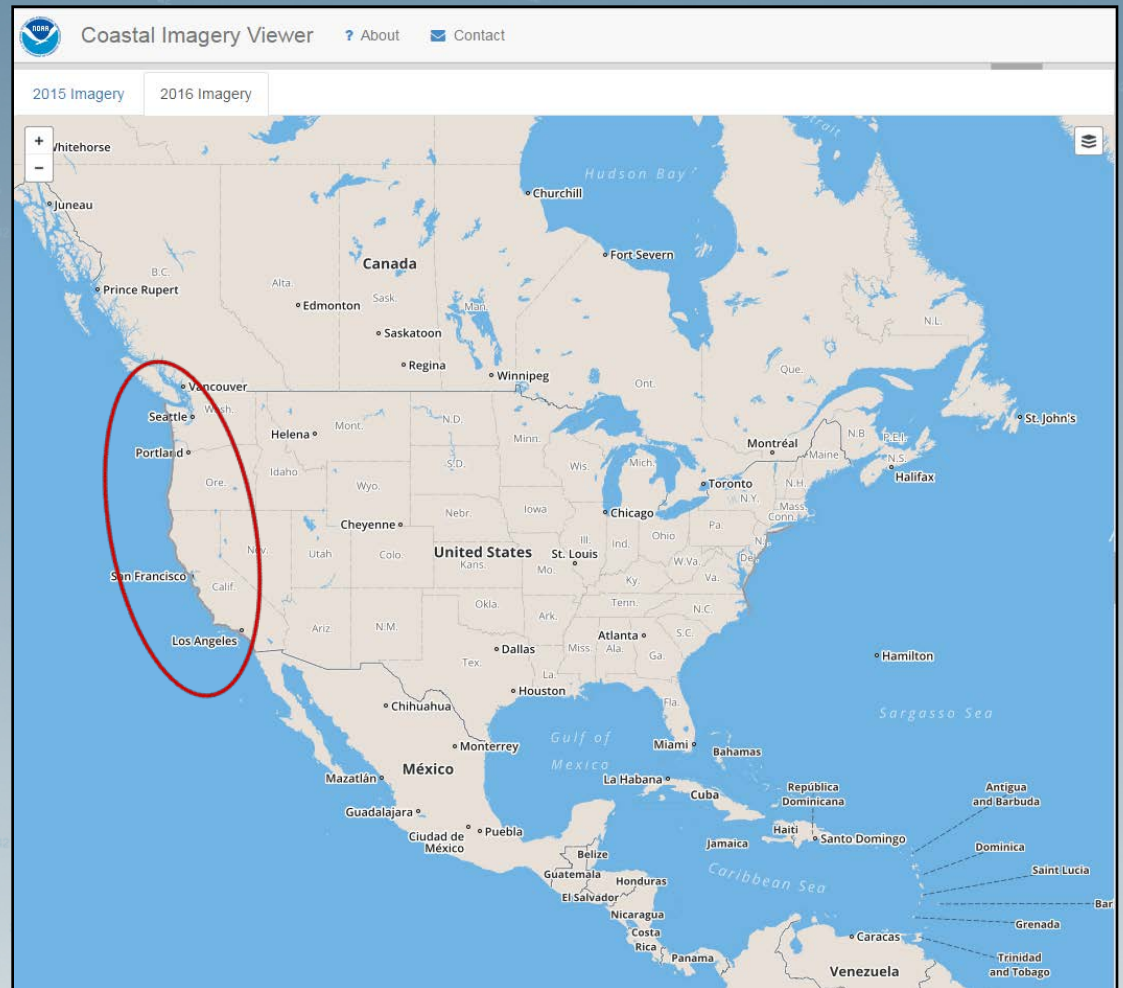 NOAA
Coastal Imagery Viewer
? About
Contact
2015 Imagery
2016 Imagery
+
−
Whitehorse
Hudson Bay
Churchill
Juneau
Fort Severn
Canada
B.C.
Alta.
Prince Rupert
Edmonton
Sask.
Man.
N.L.
Saskatoon
Regina
Winnipeg
Ont.
Que.
Vancouver
Seattle
Wash.
Helena
Mont.
N.D.
Minn.
Montréal
N.B.
P.E.I.
St. John's
Portland
Maine
N.S.
Halifax
Ore.
Idaho
S.D.
Wis.
Mich.
Toronto
N.H.
Wyo.
N.Y.
Mass.
Conn.
Nebr.
Iowa
Chicago
Cheyenne
Pa.
N.J.
Nev.
Utah
Colo.
United States
Kans.
St. Louis
Mo.
Ill.
Ind.
Ohio
W.Va.
De.
San Francisco
Calif.
Ky.
Va.
Okla.
Ark.
Tenn.
N.C.
Los Angeles
Ariz.
N.M.
Dallas
Miss.
Ala.
Atlanta
Ga.
S.C.
Hamilton
Tex.
La.
Houston
Fla.
Chihuahua
Sargasso Sea
Monterrey
Gulf of
Mexico
Miami
Bahamas
Mazatlán
México
La Habana
Cuba
República
Dominicana
Antigua
and Barbuda
Guadalajara
Ciudad de
México
Puebla
Haiti
Santo Domingo
Jamaica
Dominica
Belize
Guatemala
Honduras
Caribbean Sea
Saint Lucia
El Salvador
Bar
Nicaragua
Grenada
Costa
Rica
Caracas
Panama
Trinidad
and Tobago
Venezuela